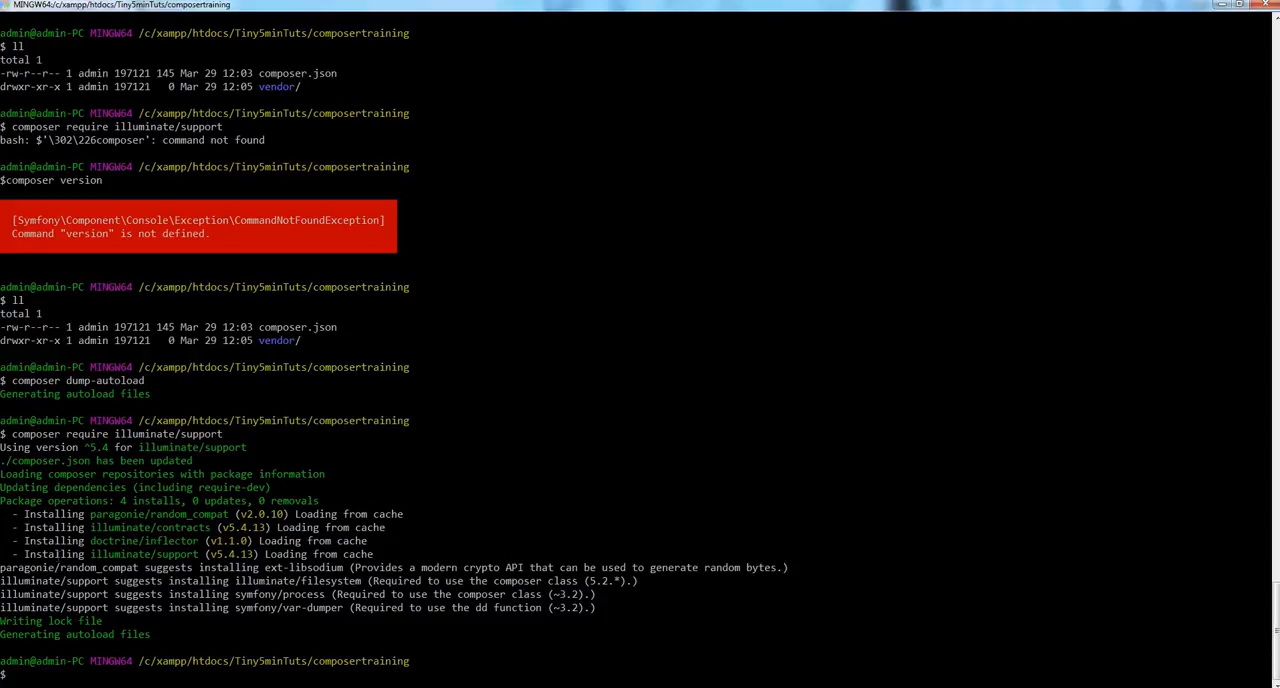 MINGW64:/c/xampp/htdocs/Tiny5minTuts/composertraining
admin@admin-PC MINGW64 /c/xampp/htdocs/Tiny5minTuts/composertraining
$ ll
total 1
-rw-r--r-- 1 admin 197121 145 Mar 29 12:03 composer.json
drwxr-xr-x 1 admin 197121   0 Mar 29 12:05 vendor/
admin@admin-PC MINGW64 /c/xampp/htdocs/Tiny5minTuts/composertraining
$ composer require illuminate/support
bash: $'\302\226composer': command not found
admin@admin-PC MINGW64 /c/xampp/htdocs/Tiny5minTuts/composertraining
$composer version
[Symfony\Component\Console\Exception\CommandNotFoundException]
Command "version" is not defined.
admin@admin-PC MINGW64 /c/xampp/htdocs/Tiny5minTuts/composertraining
$ ll
total 1
-rw-r--r-- 1 admin 197121 145 Mar 29 12:03 composer.json
drwxr-xr-x 1 admin 197121   0 Mar 29 12:05 vendor/
admin@admin-PC MINGW64 /c/xampp/htdocs/Tiny5minTuts/composertraining
$ composer dump-autoload
Generating autoload files
admin@admin-PC MINGW64 /c/xampp/htdocs/Tiny5minTuts/composertraining
$ composer require illuminate/support
Using version ^5.4 for illuminate/support
./composer.json has been updated
Loading composer repositories with package information
Updating dependencies (including require-dev)
Package operations: 4 installs, 0 updates, 0 removals
  - Installing paragonie/random_compat (v2.0.10) Loading from cache
  - Installing illuminate/contracts (v5.4.13) Loading from cache
  - Installing doctrine/inflector (v1.1.0) Loading from cache
  - Installing illuminate/support (v5.4.13) Loading from cache
paragonie/random_compat suggests installing ext-libsodium (Provides a modern crypto API that can be used to generate random bytes.)
illuminate/support suggests installing illuminate/filesystem (Required to use the composer class (5.2.*).)
illuminate/support suggests installing symfony/process (Required to use the composer class (~3.2).)
illuminate/support suggests installing symfony/var-dumper (Required to use the dd function (~3.2).)
Writing lock file
Generating autoload files
admin@admin-PC MINGW64 /c/xampp/htdocs/Tiny5minTuts/composertraining
$